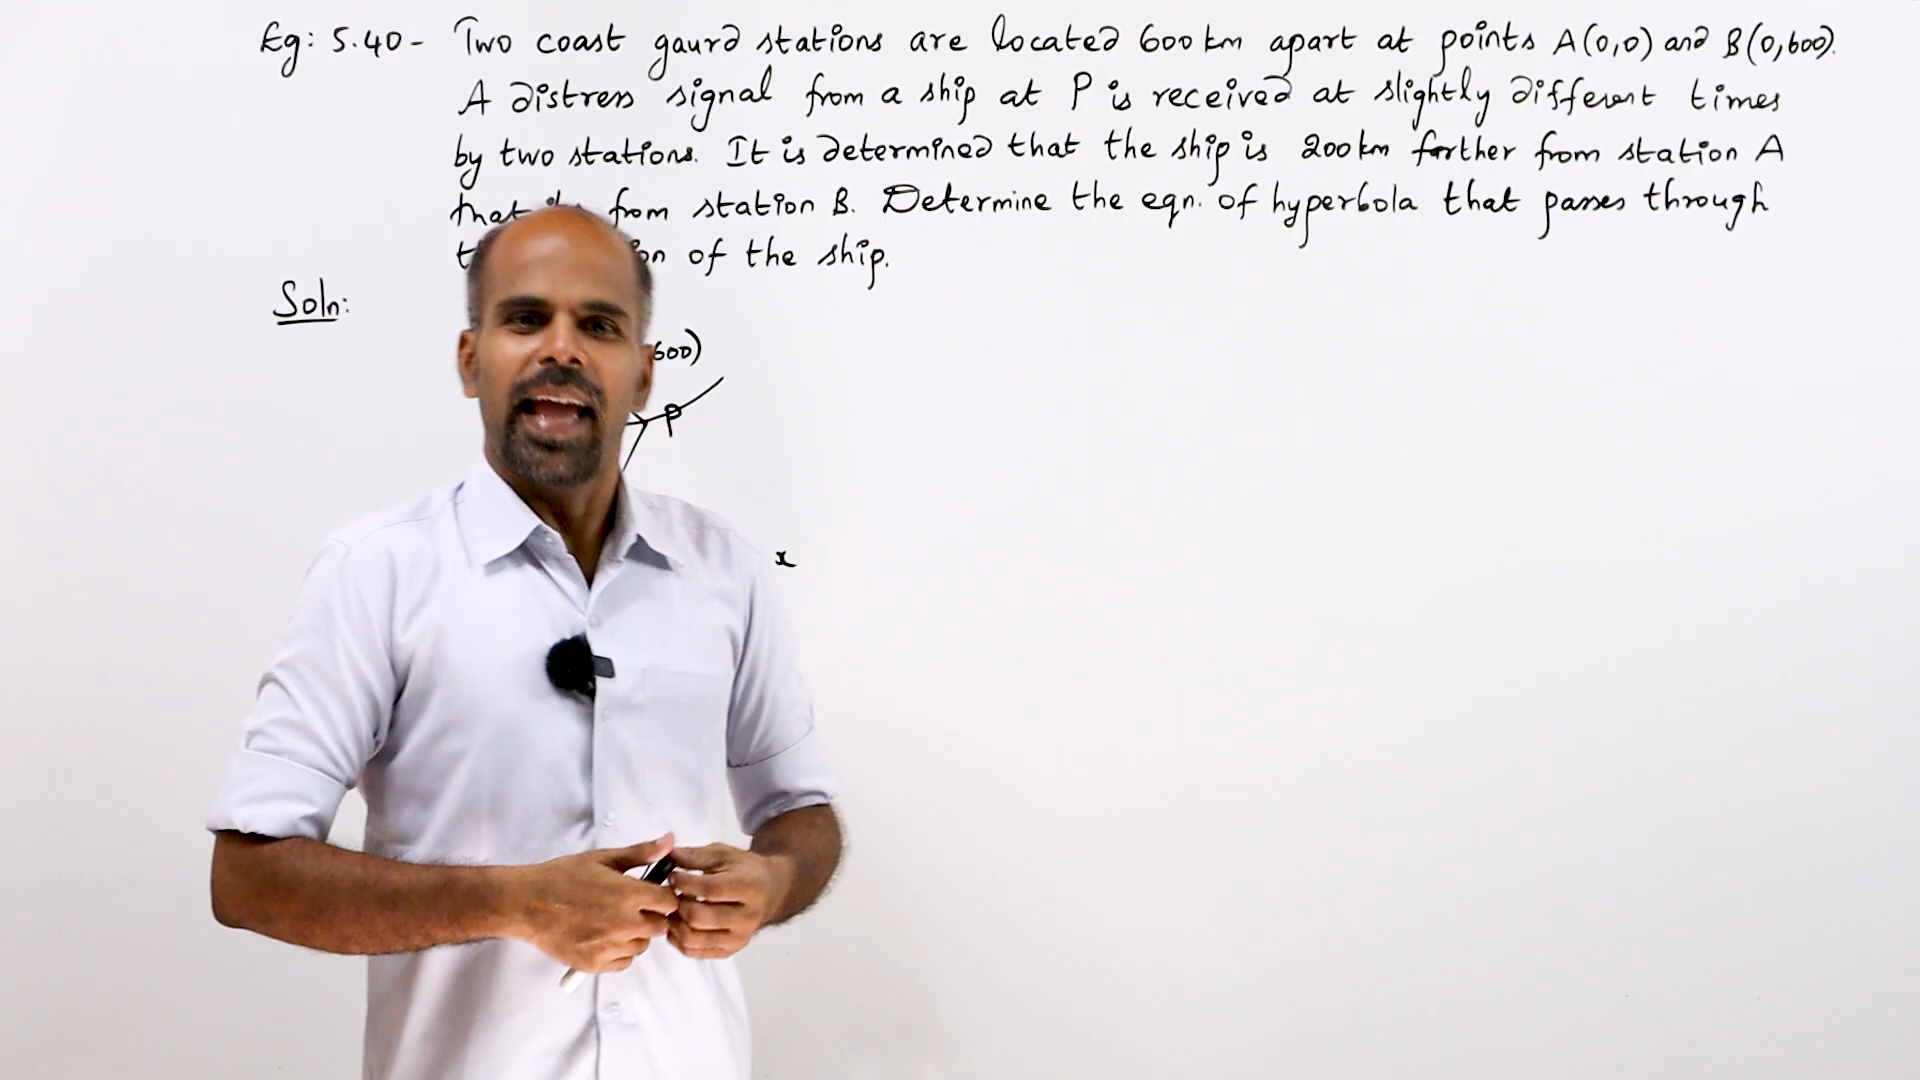 Eg: 5.40 - Two coast gaurd stations are located 600 km apart at points A(0,0) and B(0,600).
A distress signal from a ship at P is received at slightly different times
by two stations. It is determined that the ship is 200 km farther from station A
that from station B. Determine the eqn. of hyperbola that passes through
of the ship.
Soln:
600)
P
x